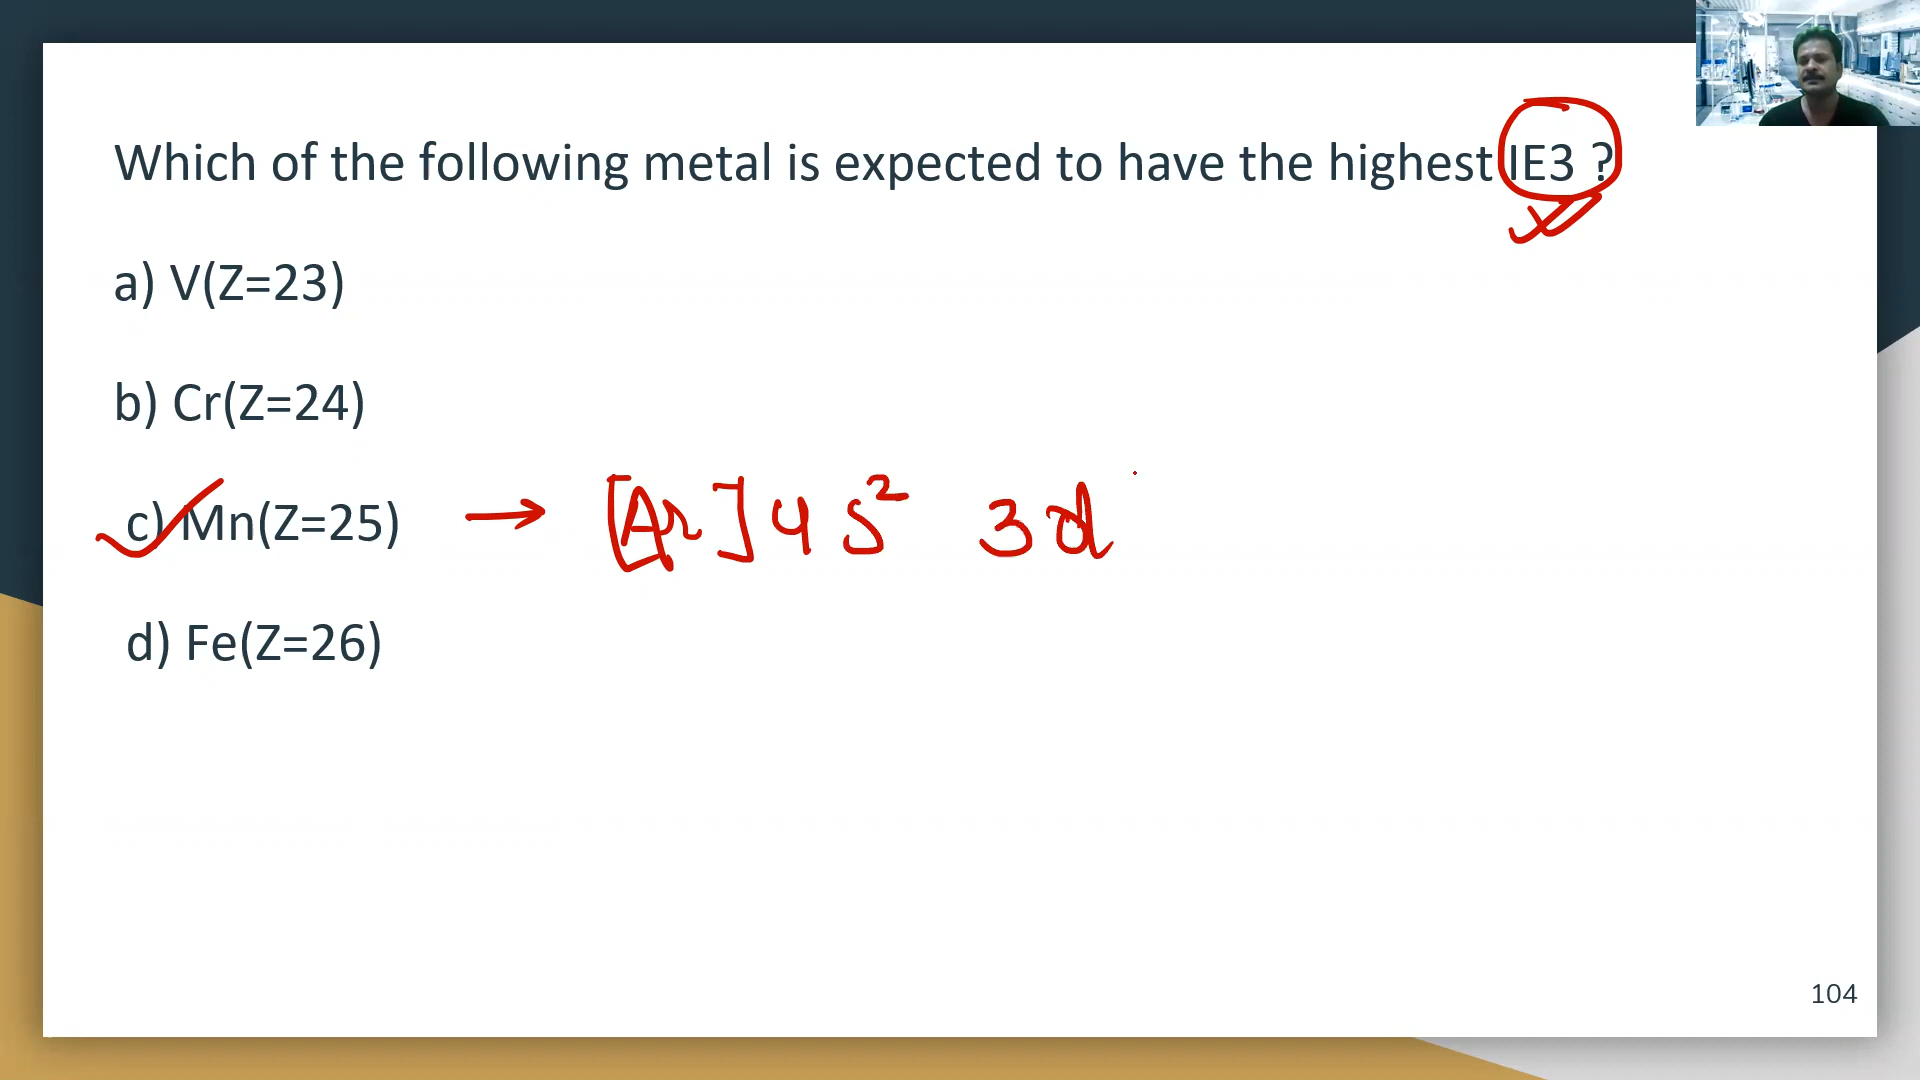 Which of the following metal is expected to have the highest IE3 ?
a) V(Z=23)
b) Cr(Z=24)
c) Mn(Z=25) → [Ar] 4s² 3d
d) Fe(Z=26)
104